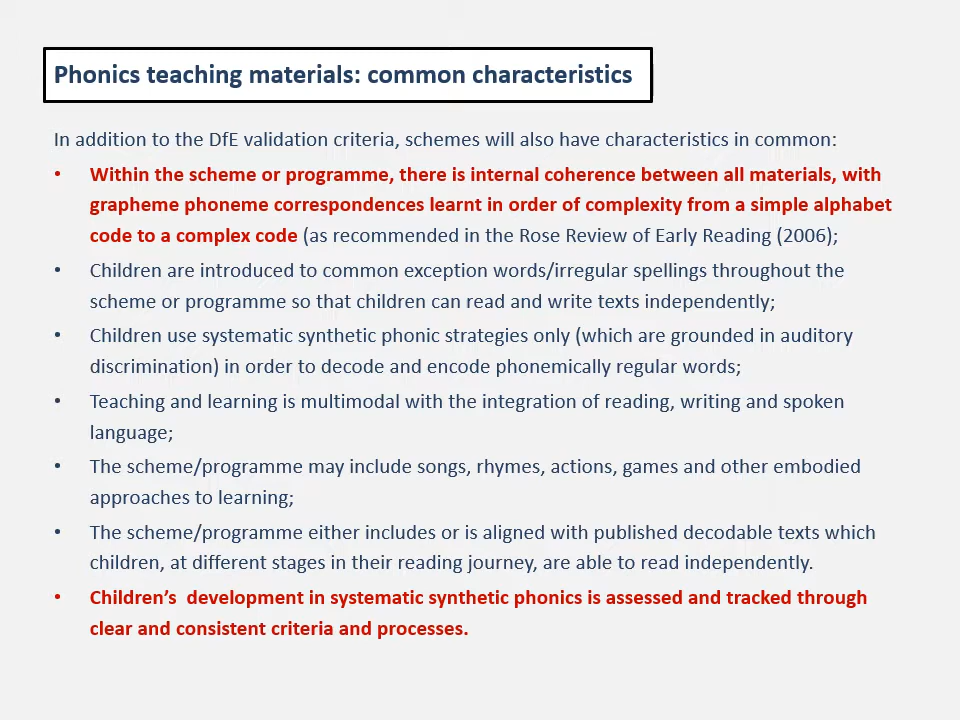 Phonics teaching materials: common characteristics
In addition to the DfE validation criteria, schemes will also have characteristics in common:
• Within the scheme or programme, there is internal coherence between all materials, with
grapheme phoneme correspondences learnt in order of complexity from a simple alphabet
code to a complex code (as recommended in the Rose Review of Early Reading (2006);
• Children are introduced to common exception words/irregular spellings throughout the
scheme or programme so that children can read and write texts independently;
• Children use systematic synthetic phonic strategies only (which are grounded in auditory
discrimination) in order to decode and encode phonemically regular words;
• Teaching and learning is multimodal with the integration of reading, writing and spoken
language;
• The scheme/programme may include songs, rhymes, actions, games and other embodied
approaches to learning;
• The scheme/programme either includes or is aligned with published decodable texts which
children, at different stages in their reading journey, are able to read independently.
• Children’s  development in systematic synthetic phonics is assessed and tracked through
clear and consistent criteria and processes.